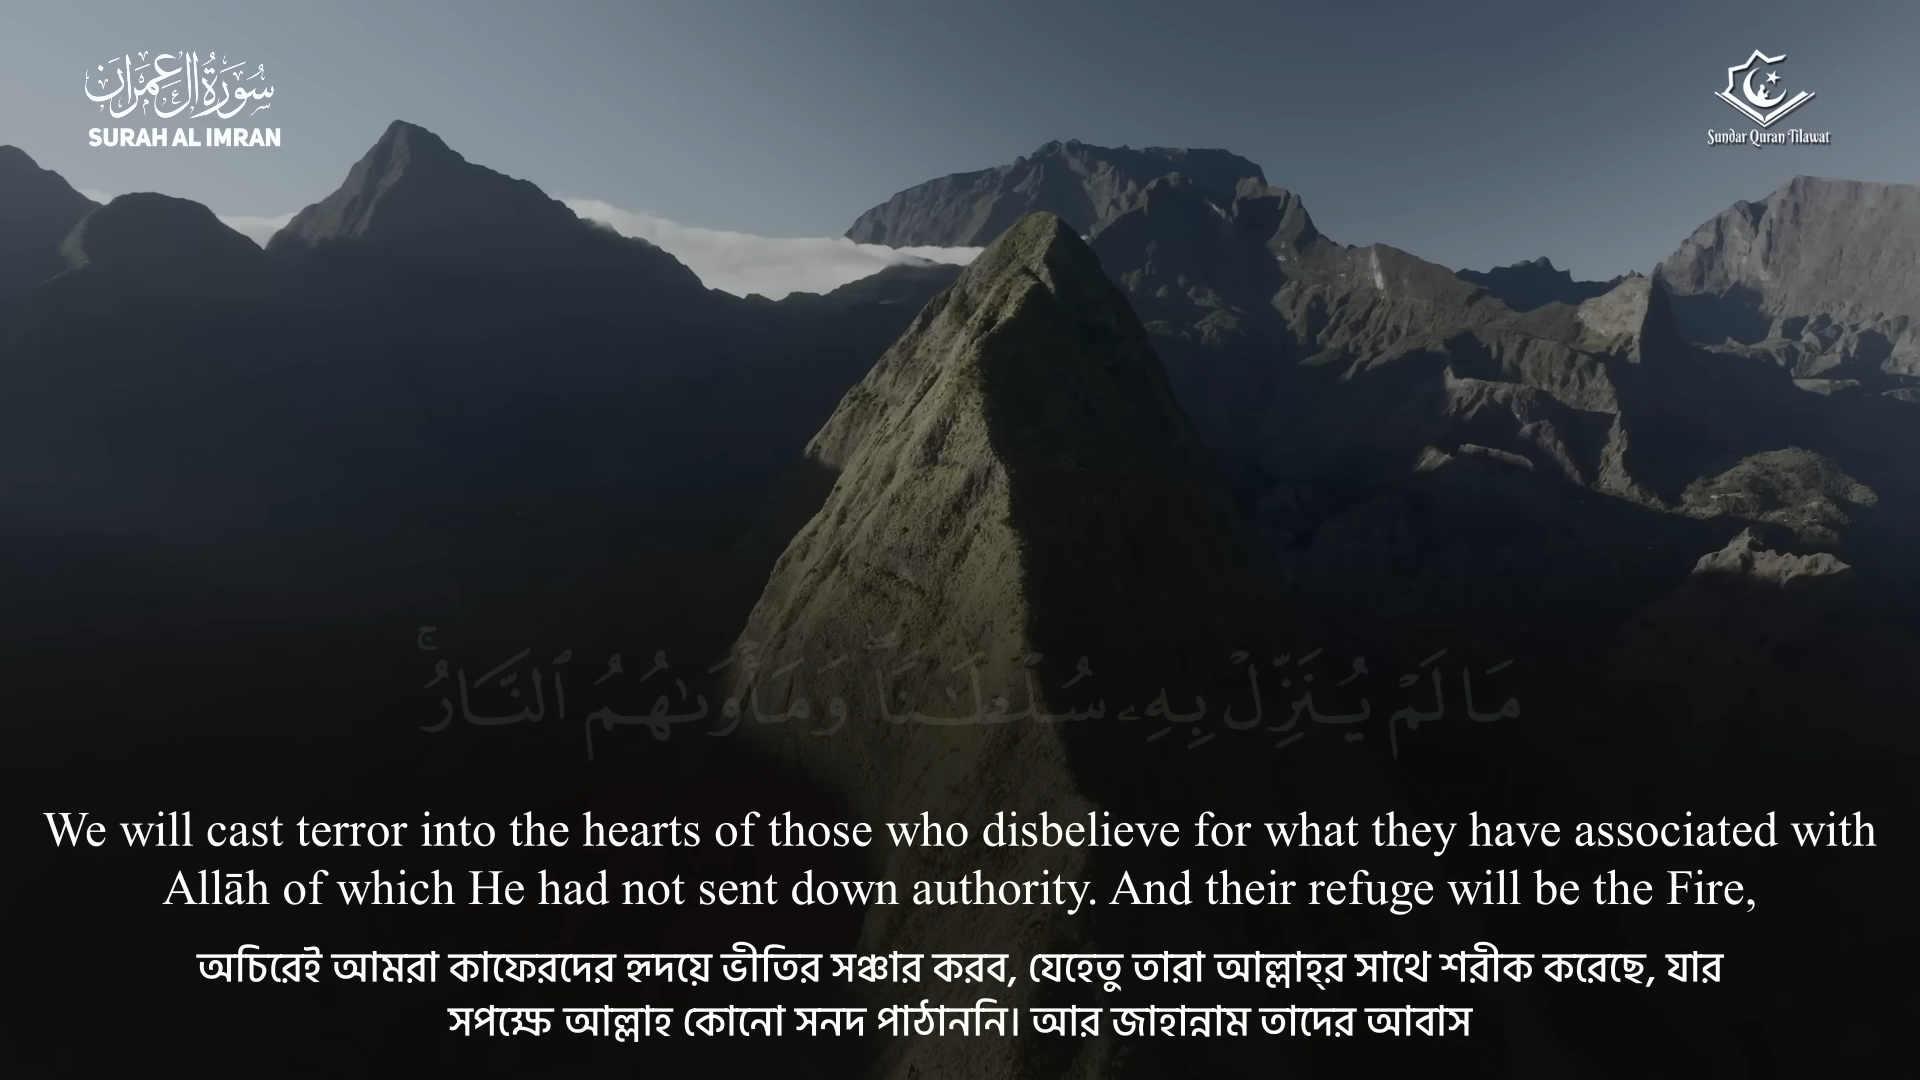 سُورَةُ آلِ عِمْرَان
SURAH AL IMRAN
Sundar Quran Tilawat
مَا لَمْ يُنَزِّلْ بِهِۦ سُلْطَـٰنًا ۖ وَمَأْوَىٰهُمُ ٱلنَّارُ ۚ
We will cast terror into the hearts of those who disbelieve for what they have associated with
Allāh of which He had not sent down authority. And their refuge will be the Fire,
অচিরেই আমরা কাফেরদের হৃদয়ে ভীতির সঞ্চার করব, যেহেতু তারা আল্লাহ্‌র সাথে শরীক করেছে, যার
সপক্ষে আল্লাহ কোনো সনদ পাঠাননি। আর জাহান্নাম তাদের আবাস